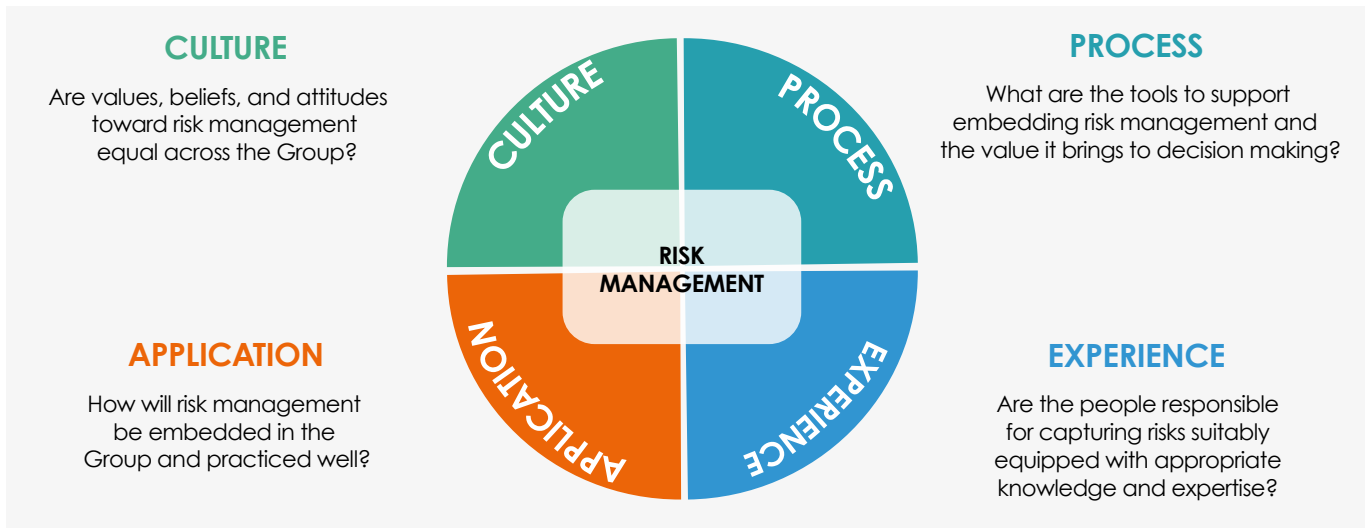 CULTURE
Are values, beliefs, and attitudes
toward risk management
equal across the Group?
PROCESS
What are the tools to support
embedding risk management and
the value it brings to decision making?
CULTURE
PROCESS
RISK
MANAGEMENT
APPLICATION
EXPERIENCE
APPLICATION
How will risk management
be embedded in the
Group and practiced well?
EXPERIENCE
Are the people responsible
for capturing risks suitably
equipped with appropriate
knowledge and expertise?